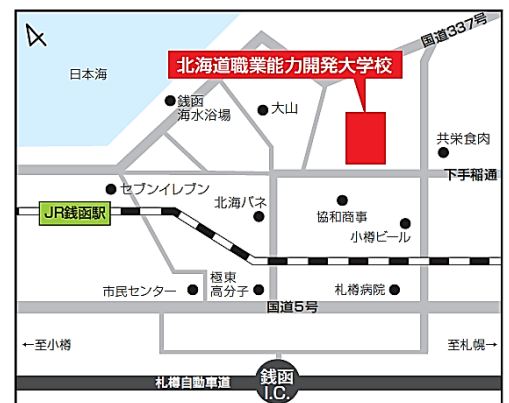 国道337号
北海道職業能力開発大学校
日本海
銭函
海水浴場
大山
共栄食肉
下手稲通
セブンイレブン
北海バネ
協和商事
JR銭函駅
小樽ビール
市民センター
極東
高分子
札樽病院
国道5号
←至小樽
至札幌→
札樽自動車道
銭函
I.C.